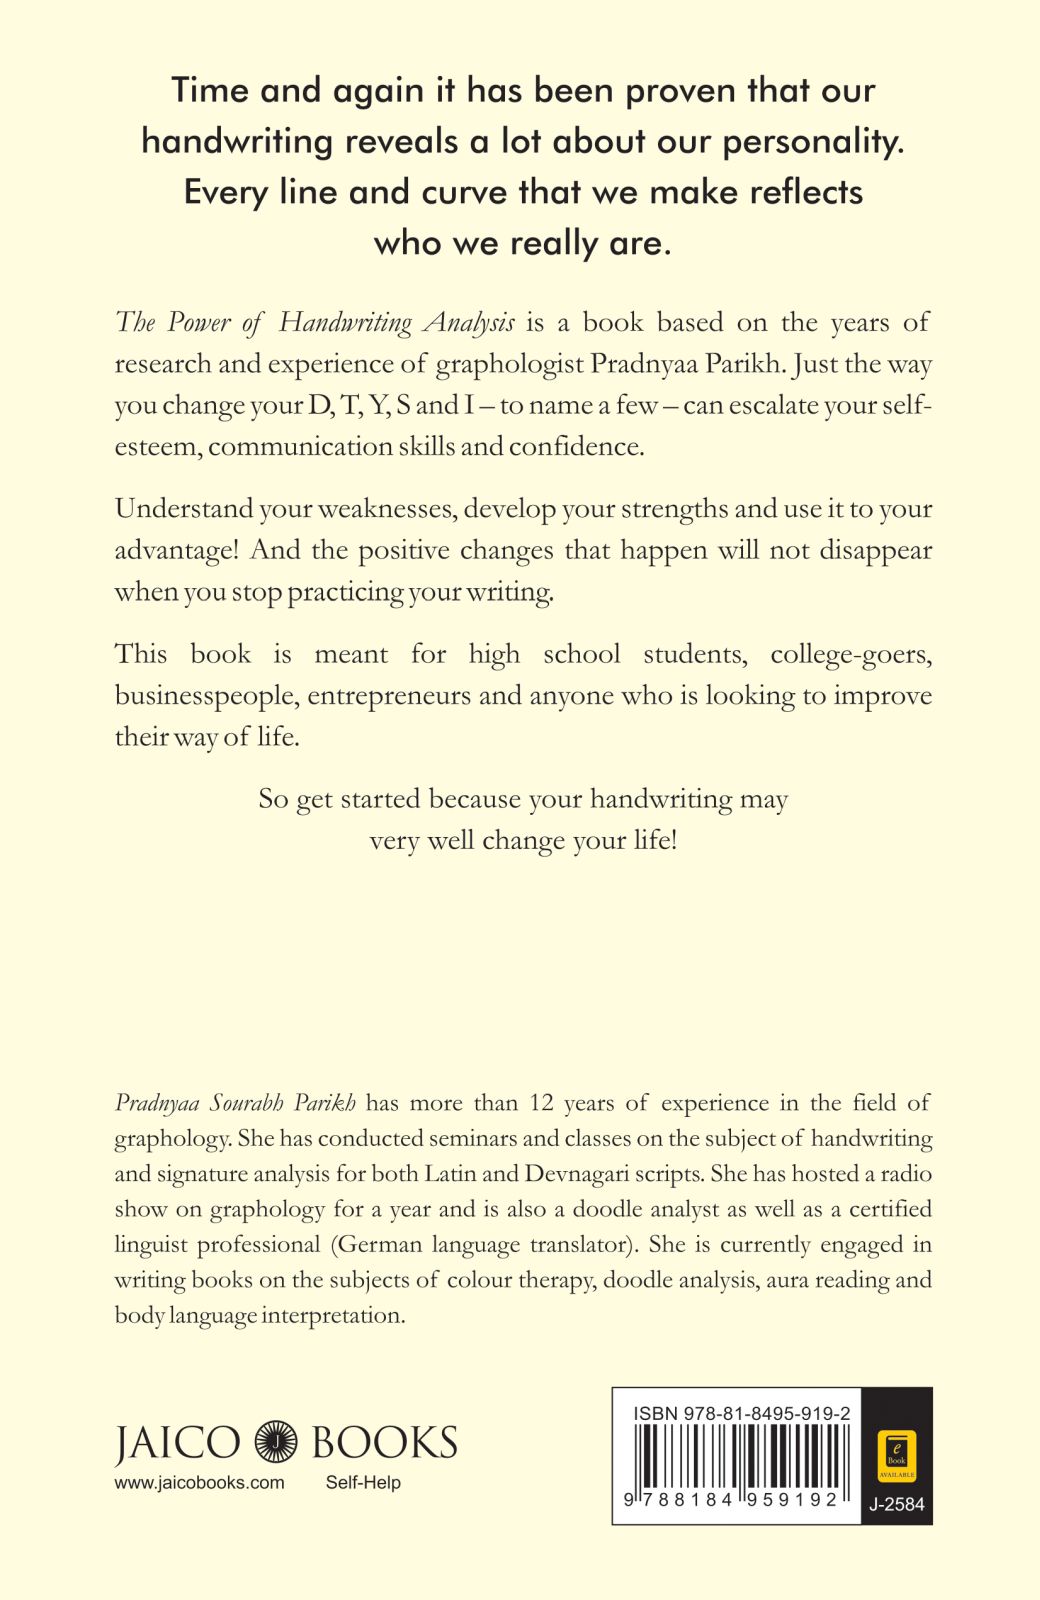 Time and again it has been proven that our
handwriting reveals a lot about our personality.
Every line and curve that we make reflects
who we really are.
The Power of Handwriting Analysis is a book based on the years of
research and experience of graphologist Pradnyaa Parikh. Just the way
you change your D, T, Y, S and I – to name a few – can escalate your self-
esteem, communication skills and confidence.
Understand your weaknesses, develop your strengths and use it to your
advantage! And the positive changes that happen will not disappear
when you stop practicing your writing.
This book is meant for high school students, college-goers,
businesspeople, entrepreneurs and anyone who is looking to improve
their way of life.
So get started because your handwriting may
very well change your life!
Pradnyaa Sourabh Parikh has more than 12 years of experience in the field of
graphology. She has conducted seminars and classes on the subject of handwriting
and signature analysis for both Latin and Devnagari scripts. She has hosted a radio
show on graphology for a year and is also a doodle analyst as well as a certified
linguist professional (German language translator). She is currently engaged in
writing books on the subjects of colour therapy, doodle analysis, aura reading and
body language interpretation.
JAICO J BOOKS
www.jaicobooks.com Self-Help
ISBN 978-81-8495-919-2
9 788184 959192
e
Book
AVAILABLE
J-2584